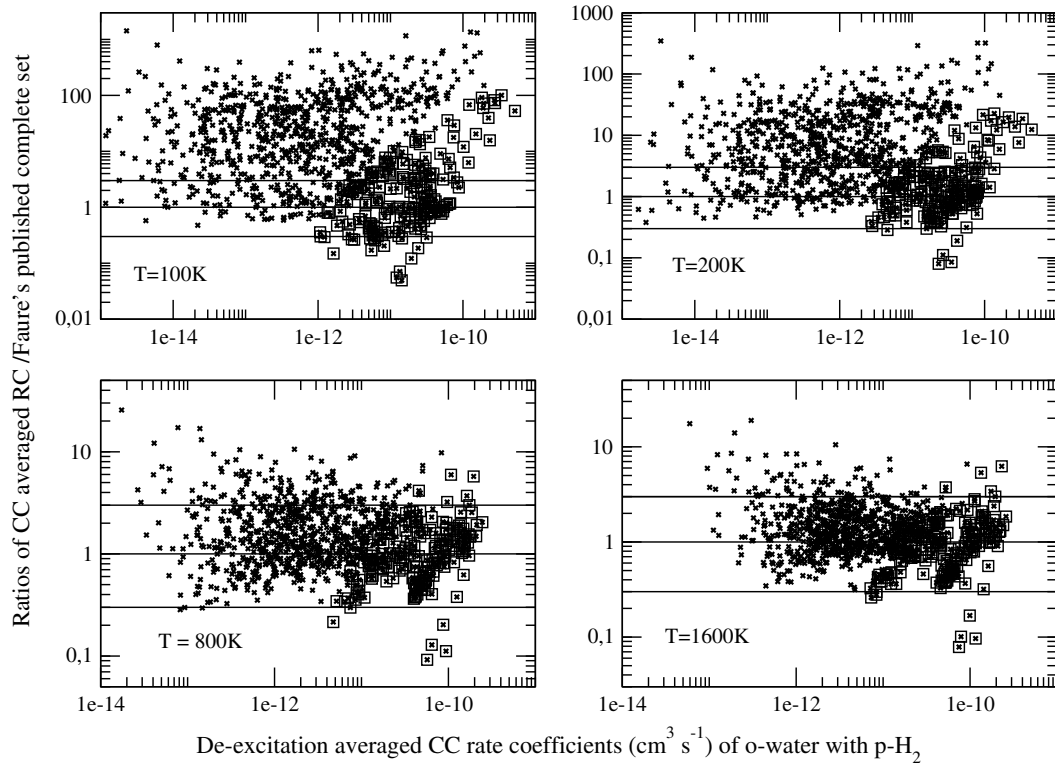 Ratios of CC averaged RC /Faure's published complete set
100
1
0,01
1e-14 1e-12 1e-10
T=100K
1000
100
10
1
0,1
0,01
1e-14 1e-12 1e-10
T=200K
10
1
0,1
1e-14 1e-12 1e-10
T = 800K
10
1
0,1
1e-14 1e-12 1e-10
T=1600K
De-excitation averaged CC rate coefficients (cm³ s⁻¹) of o-water with p-H₂